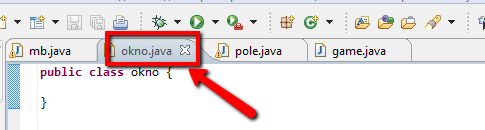 mb.java okno.java pole.java game.java
public class okno {
}